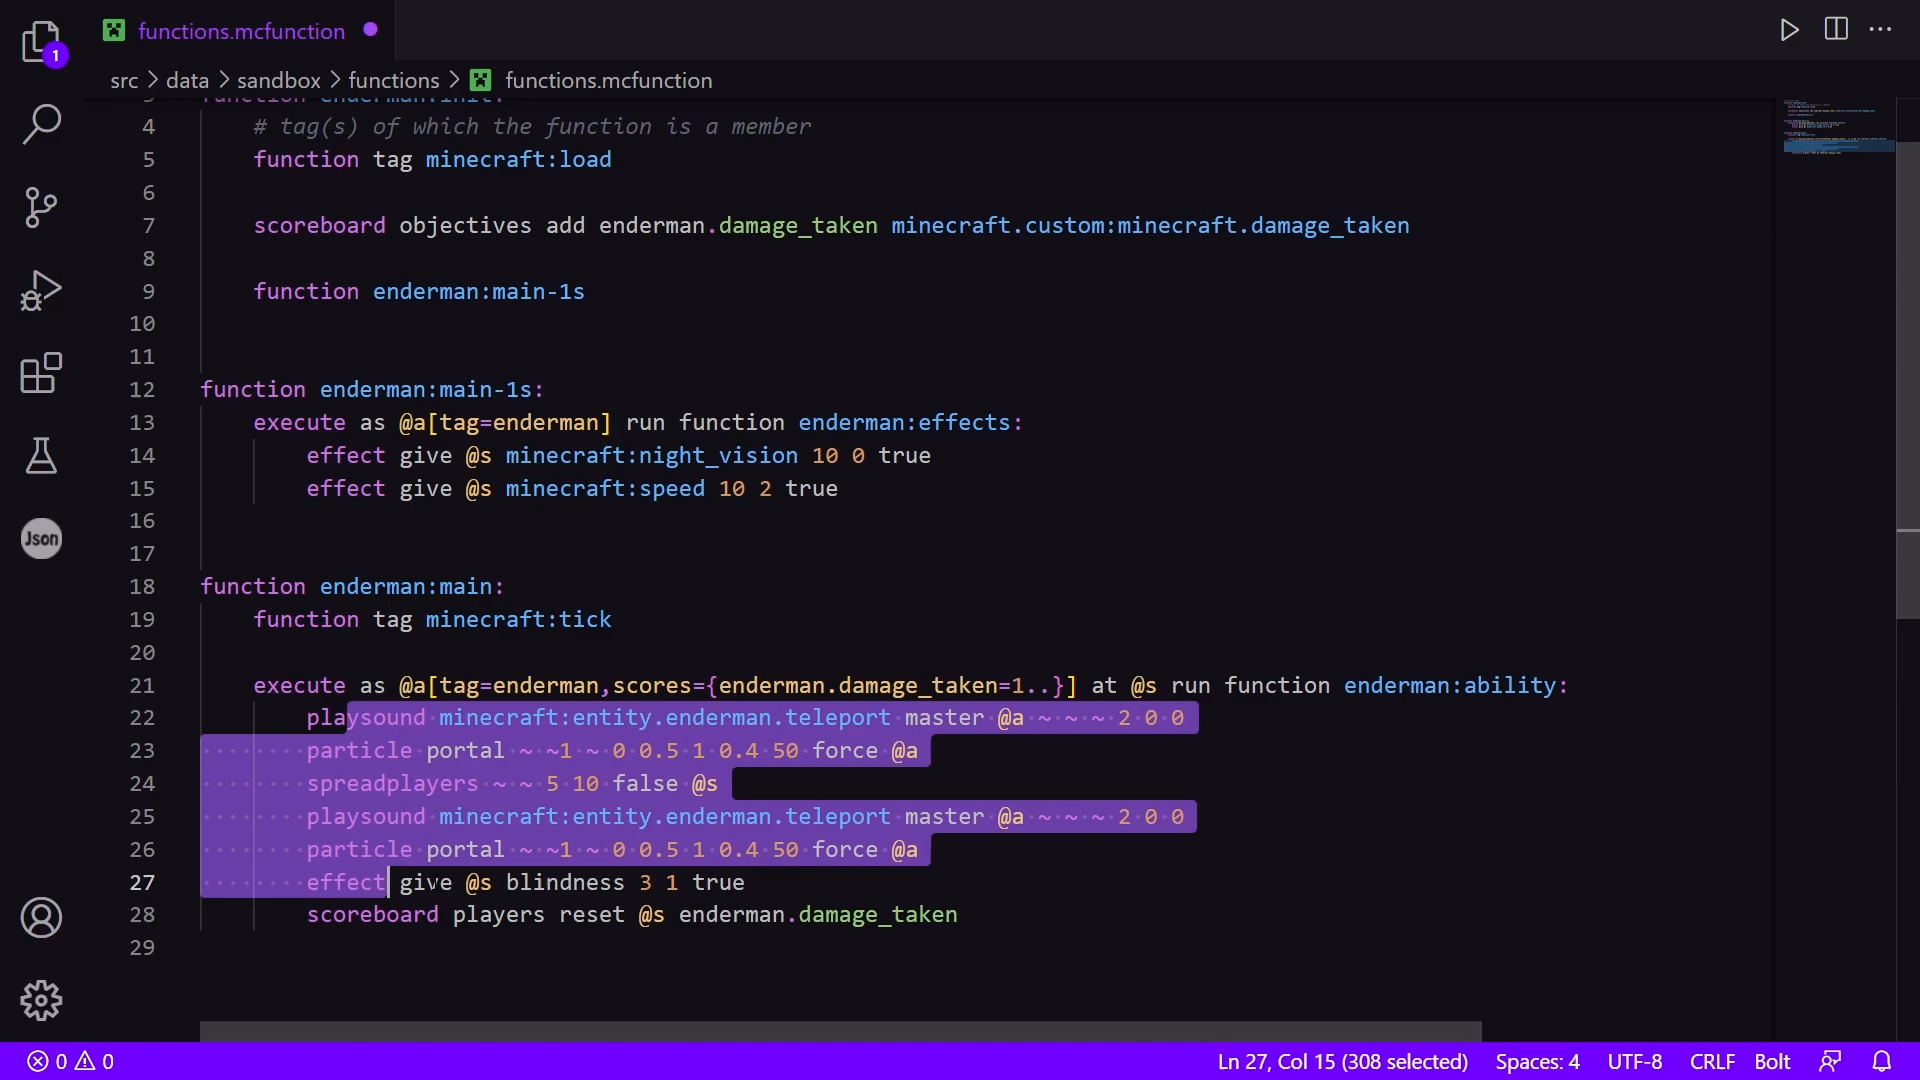 functions.mcfunction
1
src > data > sandbox > functions > functions.mcfunction
3 function enderman:init:
4 # tag(s) of which the function is a member
5 function tag minecraft:load
6
7 scoreboard objectives add enderman.damage_taken minecraft.custom:minecraft.damage_taken
8
9 function enderman:main-1s
10
11
12 function enderman:main-1s:
13 execute as @a[tag=enderman] run function enderman:effects:
14 effect give @s minecraft:night_vision 10 0 true
15 effect give @s minecraft:speed 10 2 true
16
17
18 function enderman:main:
19 function tag minecraft:tick
20
21 execute as @a[tag=enderman,scores={enderman.damage_taken=1..}] at @s run function enderman:ability:
22 playsound minecraft:entity.enderman.teleport master @a ~ ~ ~ 2 0 0
23 particle portal ~ ~1 ~ 0 0.5 1 0.4 50 force @a
24 spreadplayers ~ ~ 5 10 false @s
25 playsound minecraft:entity.enderman.teleport master @a ~ ~ ~ 2 0 0
26 particle portal ~ ~1 ~ 0 0.5 1 0.4 50 force @a
27 effect give @s blindness 3 1 true
28 scoreboard players reset @s enderman.damage_taken
29
Json
0 0 Ln 27, Col 15 (308 selected) Spaces: 4 UTF-8 CRLF Bolt